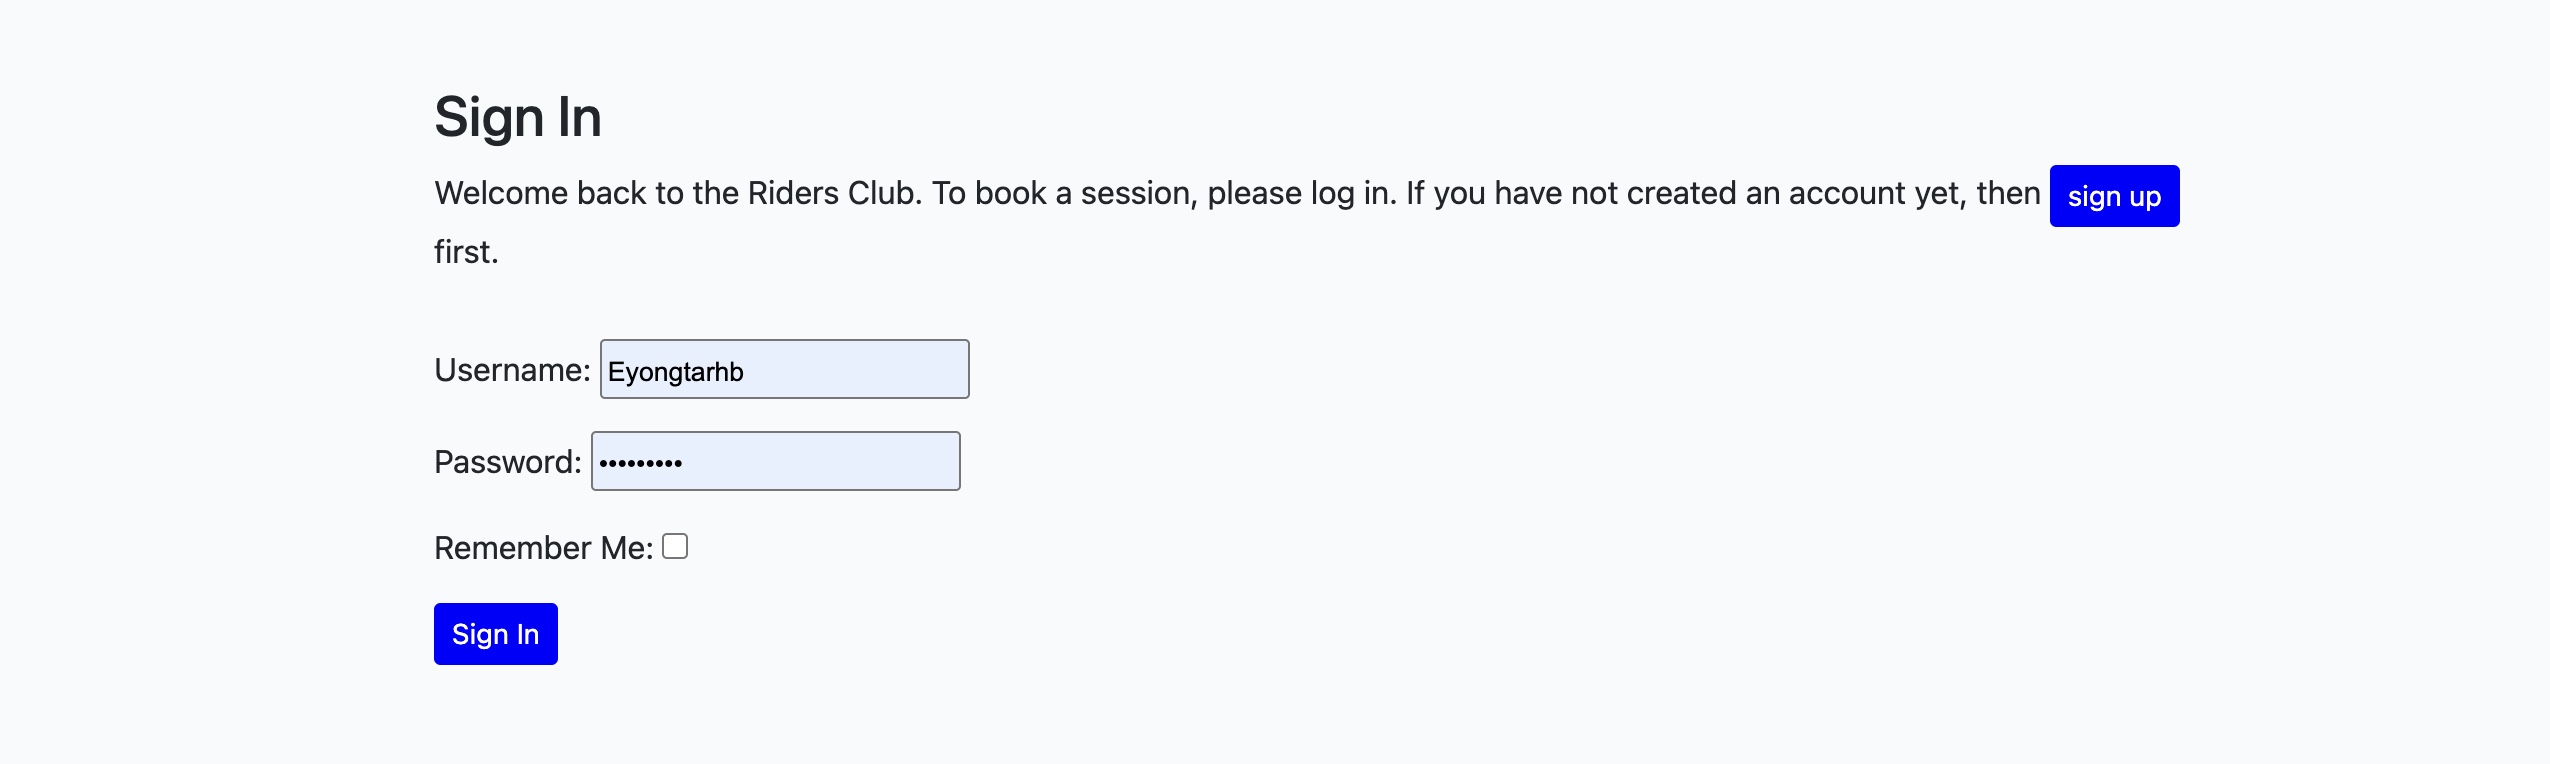 Sign In
Welcome back to the Riders Club. To book a session, please log in. If you have not created an account yet, then sign up
first.
Username: Eyongtarhb
Password: •••••••••
Remember Me:
Sign In